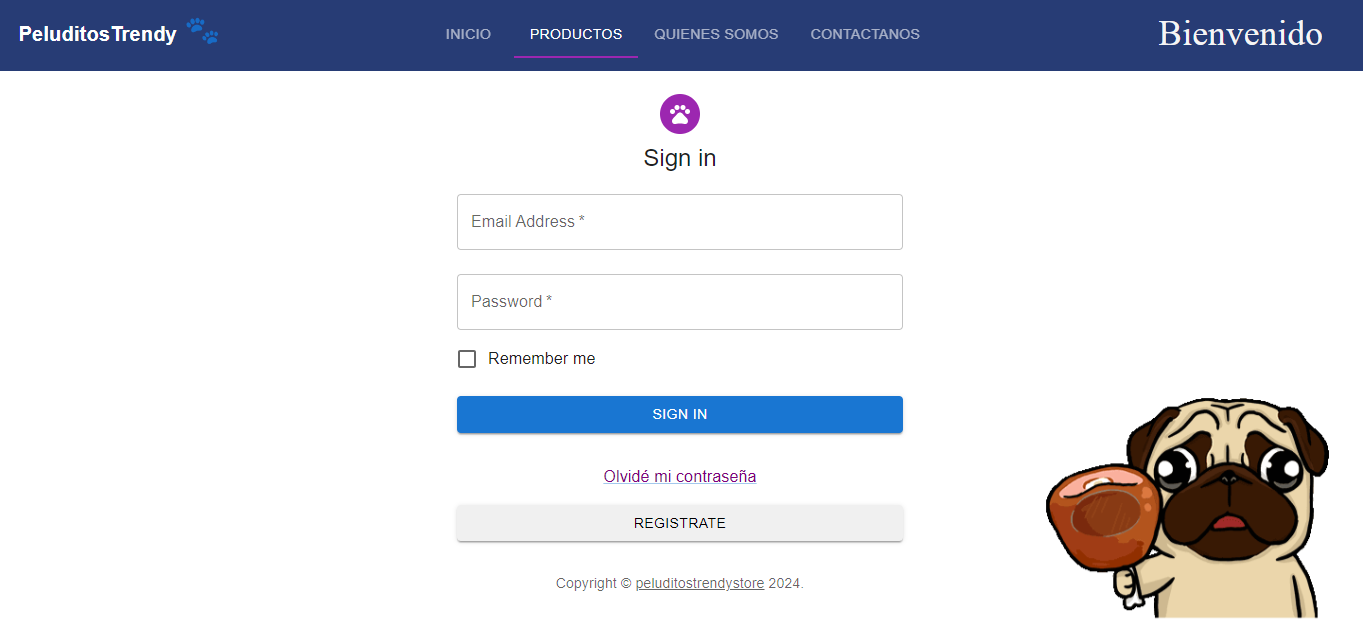 PeluditosTrendy
INICIO PRODUCTOS QUIENES SOMOS CONTACTANOS
Bienvenido
Sign in
Email Address *
Password *
Remember me
SIGN IN
Olvidé mi contraseña
REGISTRATE
Copyright © peluditostrendystore 2024.